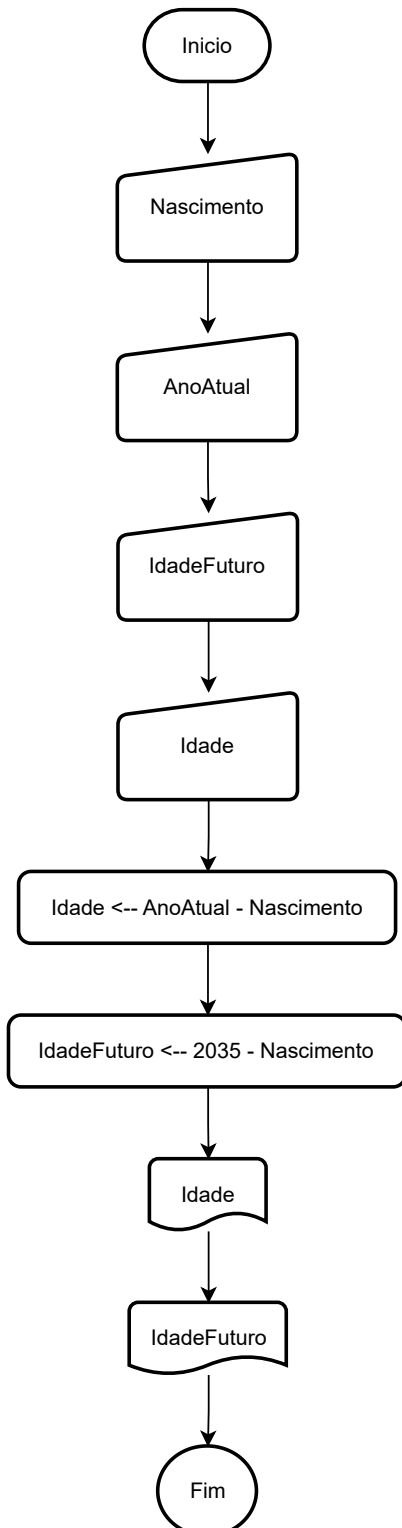 Inicio
Nascimento
AnoAtual
IdadeFuturo
Idade
Idade <-- AnoAtual - Nascimento
IdadeFuturo <-- 2035 - Nascimento
Idade
IdadeFuturo
Fim